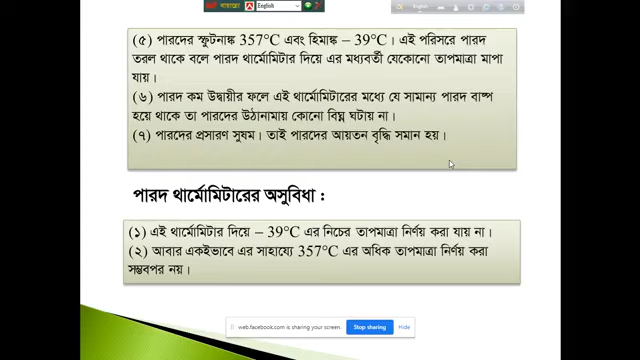 বায়ান্নো
English
English
(৫) পারদের স্ফুটনাঙ্ক 357°C এবং হিমাঙ্ক – 39°C। এই পরিসরে পারদ
তরল থাকে বলে পারদ থার্মোমিটার দিয়ে এর মধ্যবর্তী যেকোনো তাপমাত্রা মাপা
যায়।
(৬) পারদ কম উদ্বায়ীর ফলে এই থার্মোমিটারের মধ্যে যে সামান্য পারদ বাষ্প
হয়ে থাকে তা পারদের উঠানামায় কোনো বিঘ্ন ঘটায় না।
(৭) পারদের প্রসারণ সুষম। তাই পারদের আয়তন বৃদ্ধি সমান হয়।
পারদ থার্মোমিটারের অসুবিধা :
(১) এই থার্মোমিটার দিয়ে – 39°C এর নিচের তাপমাত্রা নির্ণয় করা যায় না।
(২) আবার একইভাবে এর সাহায্যে 357°C এর অধিক তাপমাত্রা নির্ণয় করা
সম্ভবপর নয়।
web.facebook.com is sharing your screen.
Stop sharing
Hide